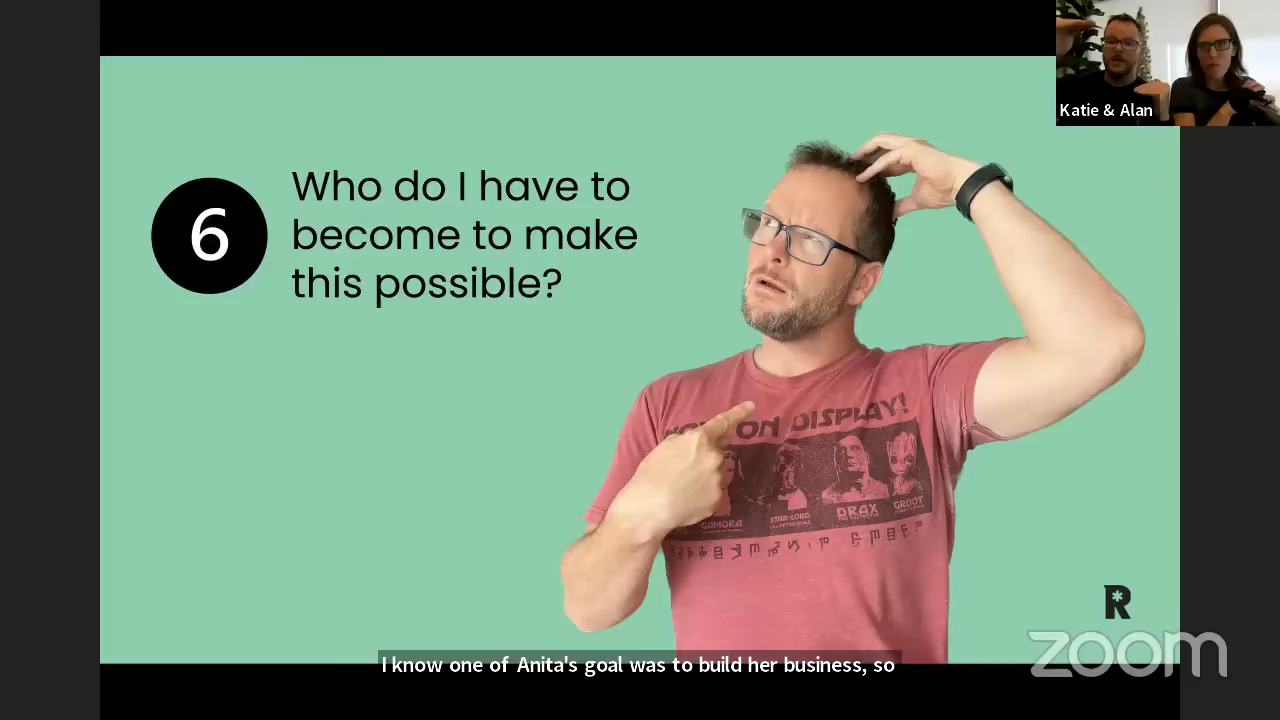 Katie & Alan
6
Who do I have to
become to make
this possible?
ON DISPLAY!
GAMORA
STAR-LORD
DRAX
GROOT
R
zoom
I know one of Anita's goal was to build her business, so